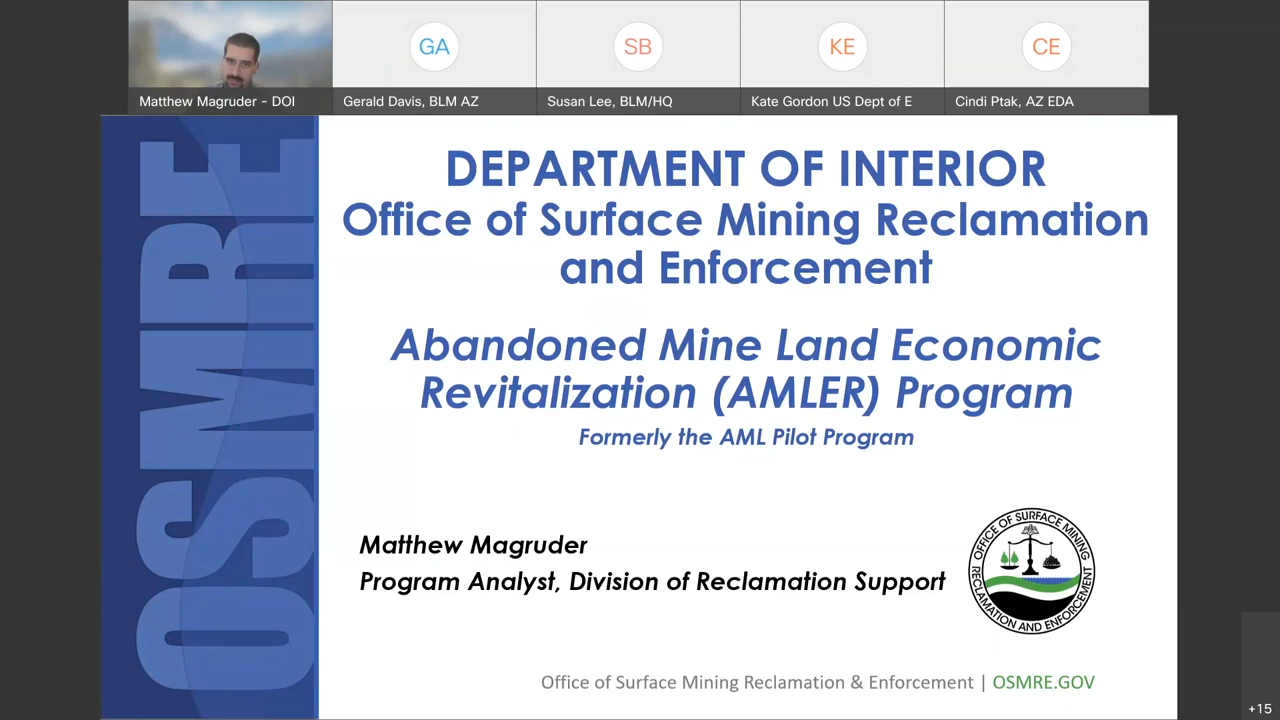 GA
SB
KE
CE
Matthew Magruder - DOI
Gerald Davis, BLM AZ
Susan Lee, BLM/HQ
Kate Gordon US Dept of E
Cindi Ptak, AZ EDA
OSMRE
DEPARTMENT OF INTERIOR
Office of Surface Mining Reclamation
and Enforcement
Abandoned Mine Land Economic
Revitalization (AMLER) Program
Formerly the AML Pilot Program
Matthew Magruder
Program Analyst, Division of Reclamation Support
OFFICE OF SURFACE MINING
RECLAMATION AND ENFORCEMENT
Office of Surface Mining Reclamation & Enforcement | OSMRE.GOV
+15